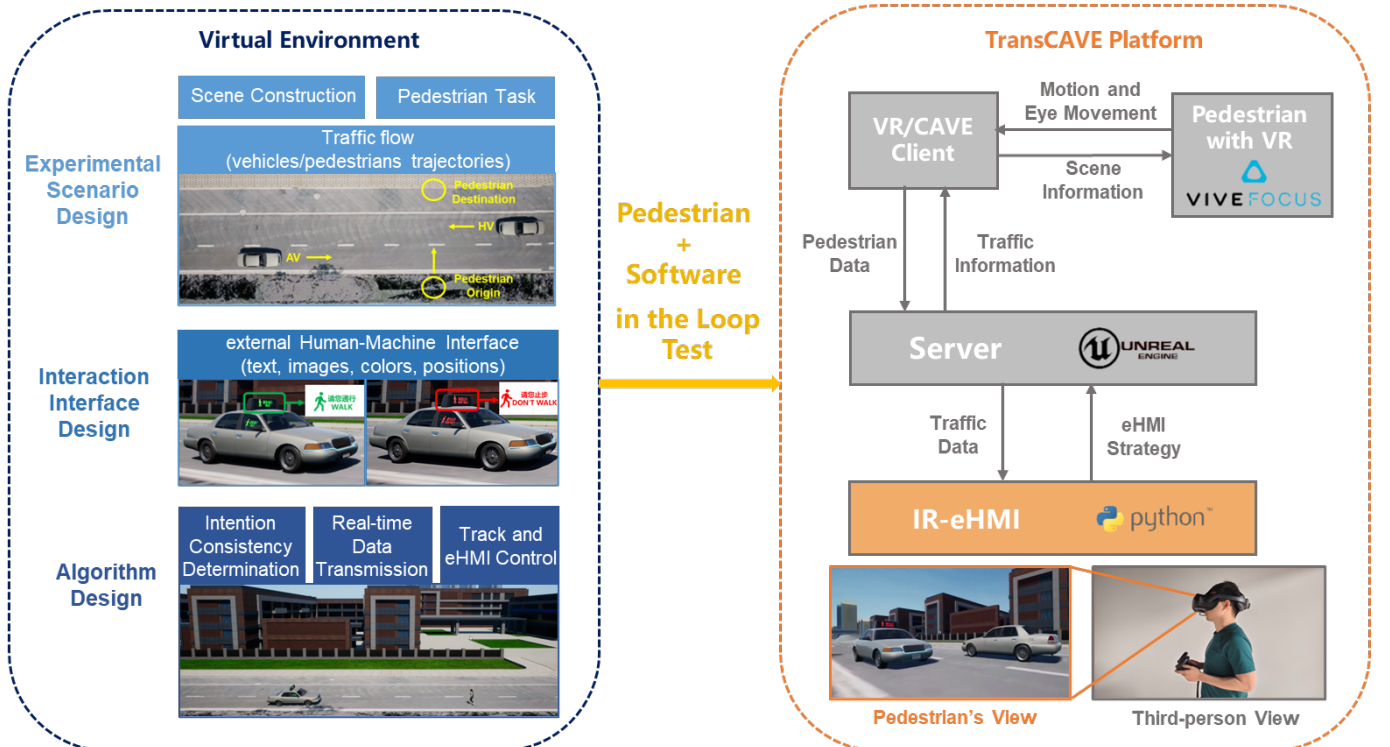 Virtual Environment
Scene Construction
Pedestrian Task
Experimental
Scenario
Design
Traffic flow
(vehicles/pedestrians trajectories)
Pedestrian
Destination
HV
AV
Pedestrian
Origin
Interaction
Interface
Design
external Human-Machine Interface
(text, images, colors, positions)
请您通行
WALK
请您止步
DON'T WALK
Algorithm
Design
Intention
Consistency
Determination
Real-time
Data
Transmission
Track and
eHMI Control
Pedestrian
+
Software
in the Loop
Test
TransCAVE Platform
VR/CAVE
Client
Motion and
Eye Movement
Scene
Information
Pedestrian
with VR
VIVE FOCUS
Pedestrian
Data
Traffic
Information
Server
UNREAL
ENGINE
Traffic
Data
eHMI
Strategy
IR-eHMI
python™
Pedestrian's View
Third-person View